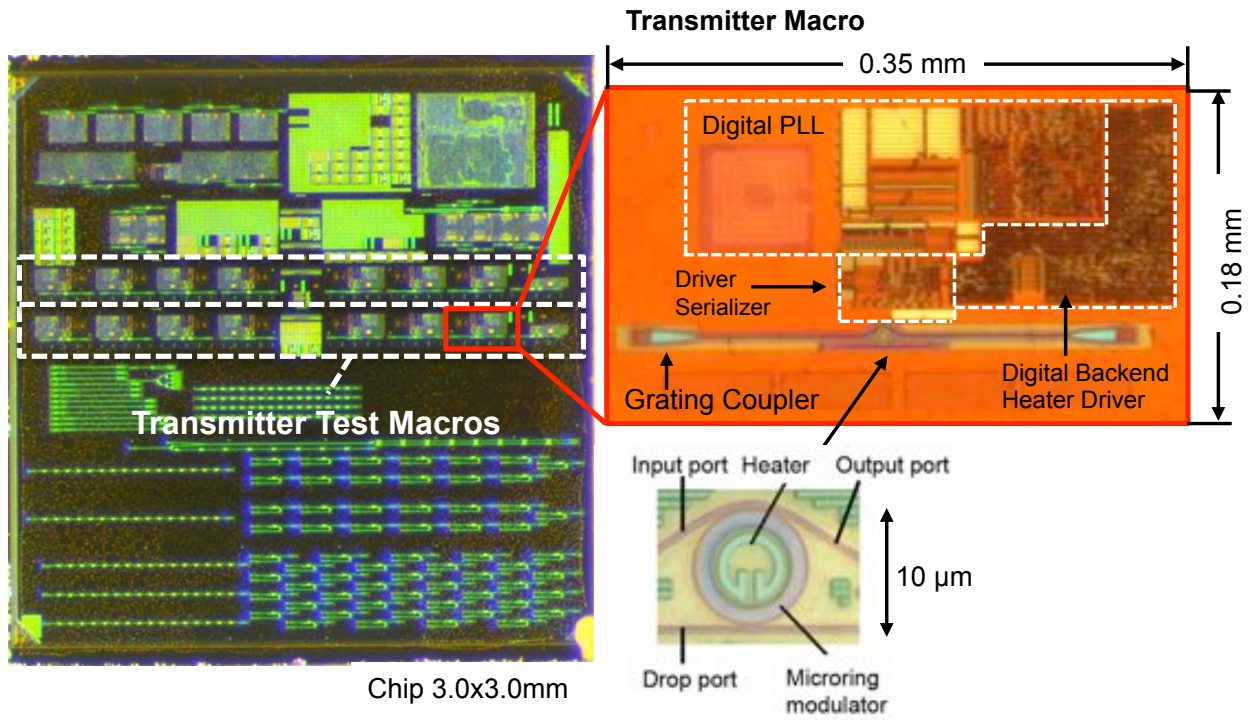 Transmitter Macro
0.35 mm
Digital PLL
0.18 mm
Driver
Serializer
Grating Coupler
Digital Backend
Heater Driver
Transmitter Test Macros
Input port
Heater
Output port
10 µm
Drop port
Microring
modulator
Chip 3.0x3.0mm